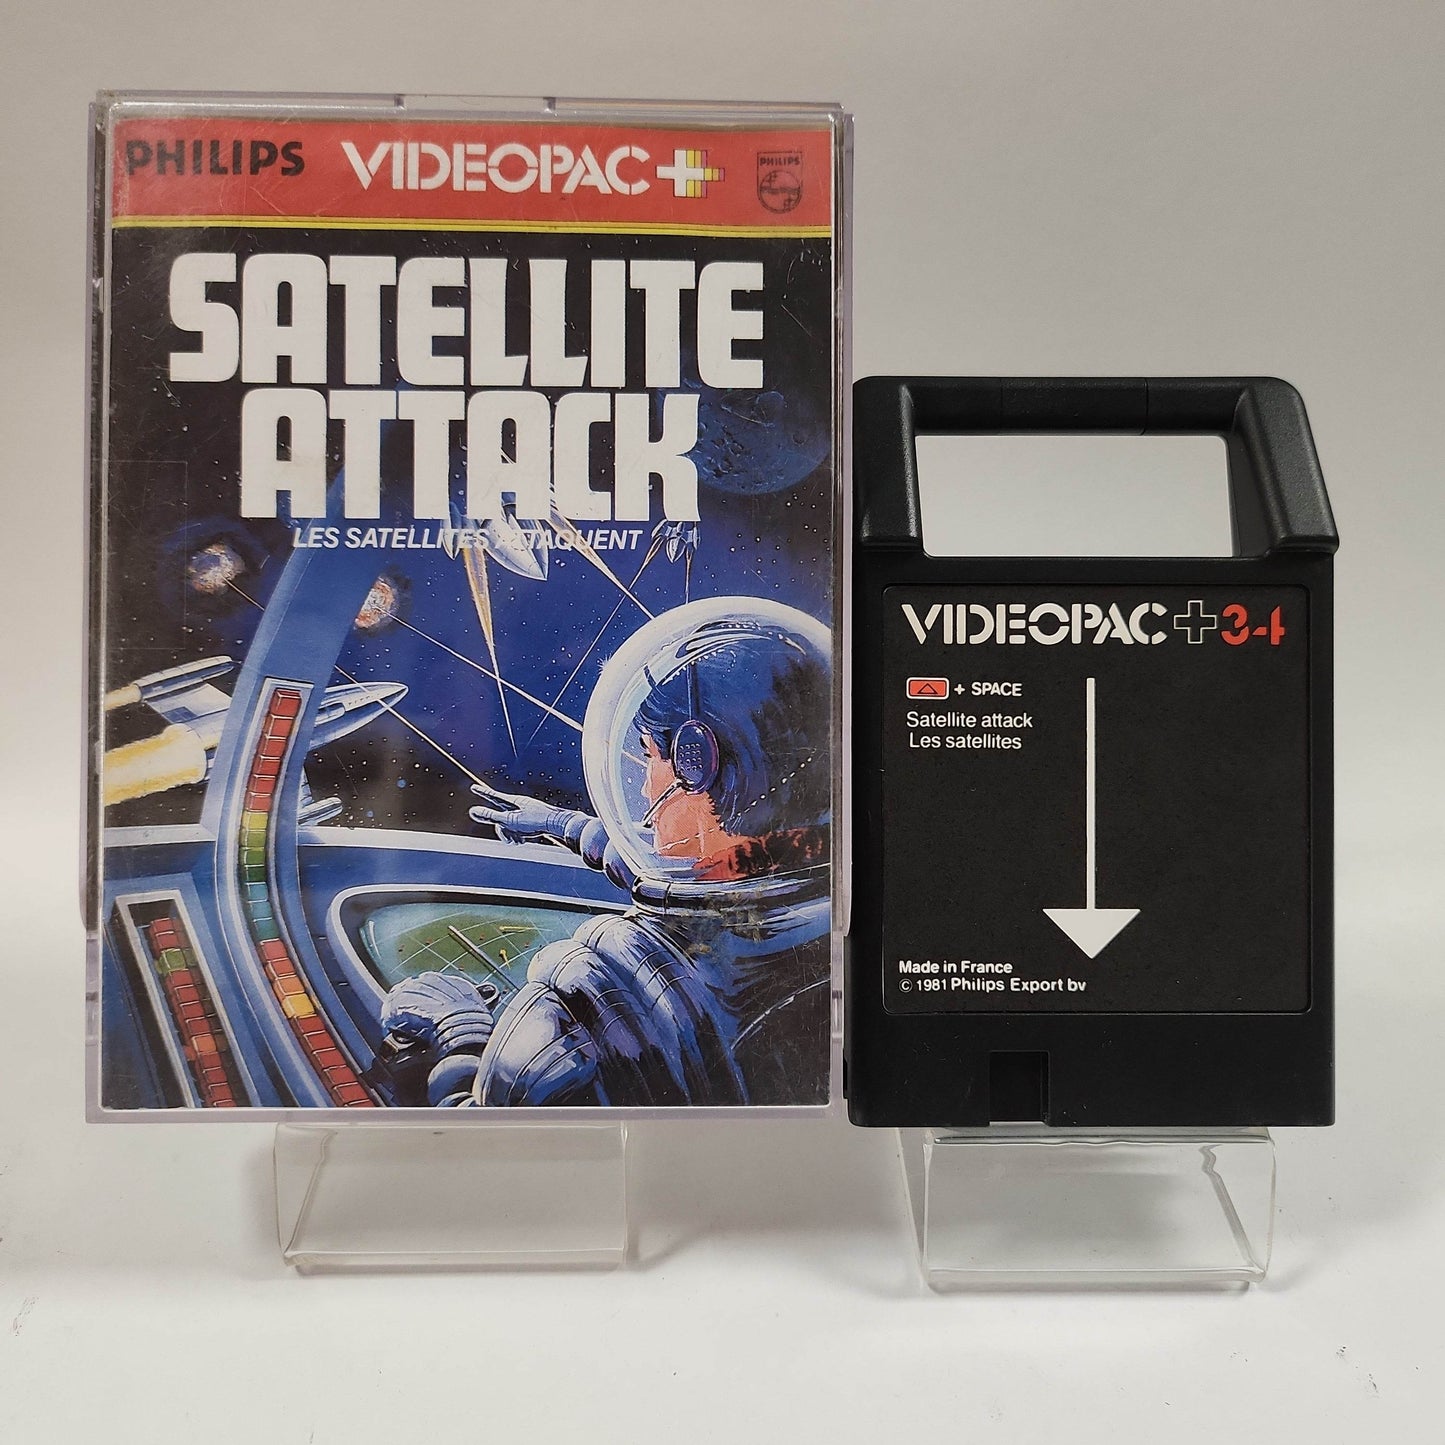 PHILIPS VIDEOPAC+ PHILIPS
SATELLITE
ATTACK
LES SATELLITES ATTAQUENT
VIDEOPAC+34
+ SPACE
Satellite attack
Les satellites
Made in France
© 1981 Philips Export bv